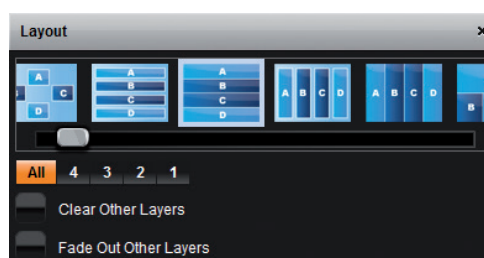 Layout ×
A
B C
D
A
B
C
D
A
B
C
D
A B C D
A B C D
B
All 4 3 2 1
Clear Other Layers
Fade Out Other Layers